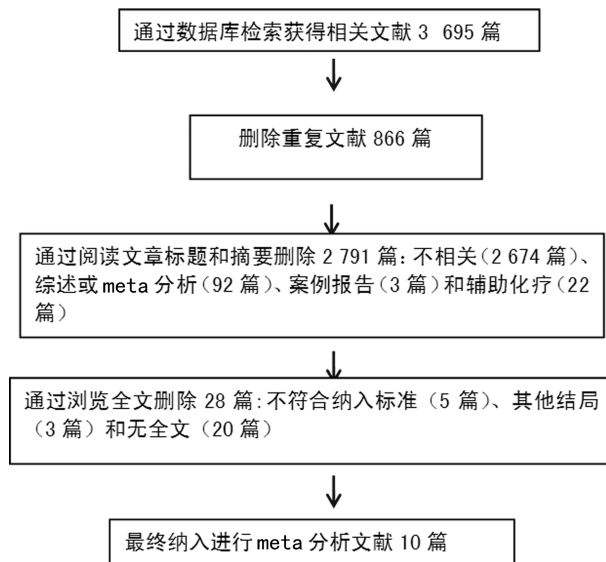 通过数据库检索获得相关文献 3 695 篇
删除重复文献 866 篇
通过阅读文章标题和摘要删除 2 791 篇:不相关(2 674 篇)、
综述或 meta 分析(92 篇)、案例报告(3 篇)和辅助化疗(22
篇)
通过浏览全文删除 28 篇:不符合纳入标准(5 篇)、其他结局
(3 篇)和无全文(20 篇)
最终纳入进行 meta 分析文献 10 篇